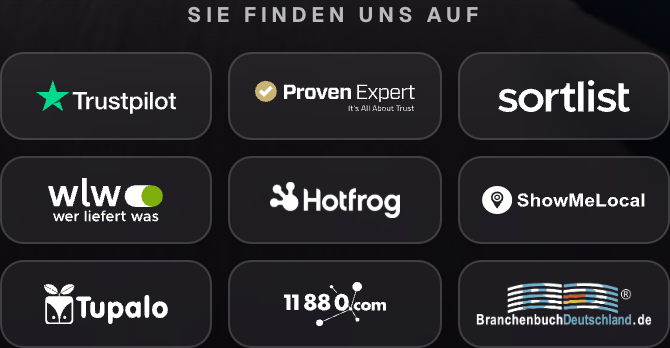 SIE FINDEN UNS AUF
Trustpilot
Proven Expert
It's All About Trust
sortlist
wlw
wer liefert was
Hotfrog
ShowMeLocal
Tupalo
11880.com
®
BranchenbuchDeutschland.de